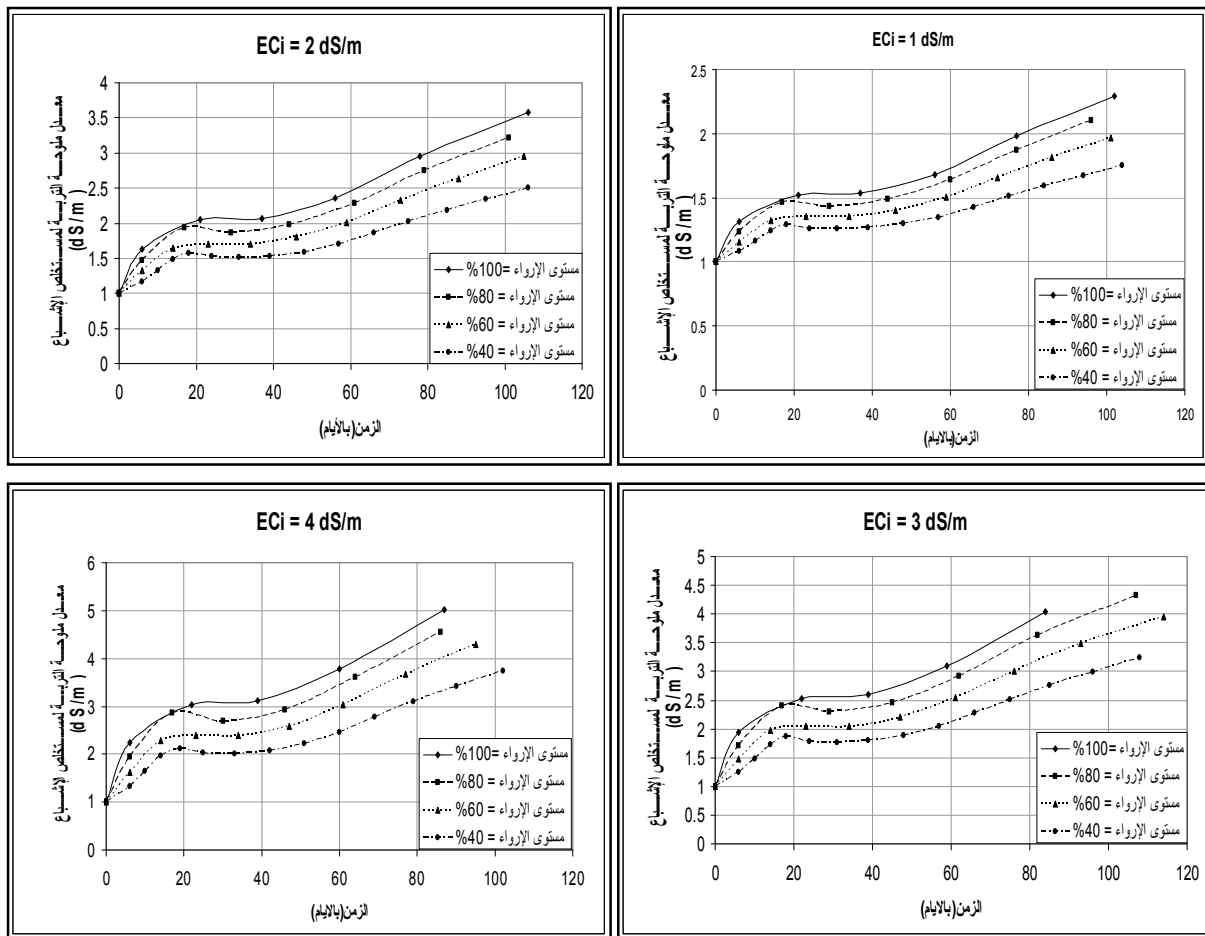 ECi = 2 dS/m
معدل ملوحة التربة لمستخلص الإشباع
(dS/m)
4
3.5
3
2.5
2
1.5
1
0.5
0
0 20 40 60 80 100 120
الزمن(بالأيام)
مستوى الإرواء =100%
مستوى الإرواء = 80%
مستوى الإرواء = 60%
مستوى الإرواء = 40%
ECi = 1 dS/m
معدل ملوحة التربة لمستخلص الإشباع
(dS/m)
2.5
2
1.5
1
0.5
0
0 20 40 60 80 100 120
الزمن(بالايام)
مستوى الإرواء =100%
مستوى الإرواء = 80%
مستوى الإرواء = 60%
مستوى الإرواء = 40%
ECi = 4 dS/m
معدل ملوحة التربة لمستخلص الإشباع
(dS/m)
6
5
4
3
2
1
0
0 20 40 60 80 100 120
الزمن(بالايام)
مستوى الإرواء =100%
مستوى الإرواء = 80%
مستوى الإرواء = 60%
مستوى الإرواء = 40%
ECi = 3 dS/m
معدل ملوحة التربة لمستخلص الإشباع
(dS/m)
5
4.5
4
3.5
3
2.5
2
1.5
1
0.5
0
0 20 40 60 80 100 120
الزمن(بالايام)
مستوى الإرواء =100%
مستوى الإرواء = 80%
مستوى الإرواء = 60%
مستوى الإرواء = 40%